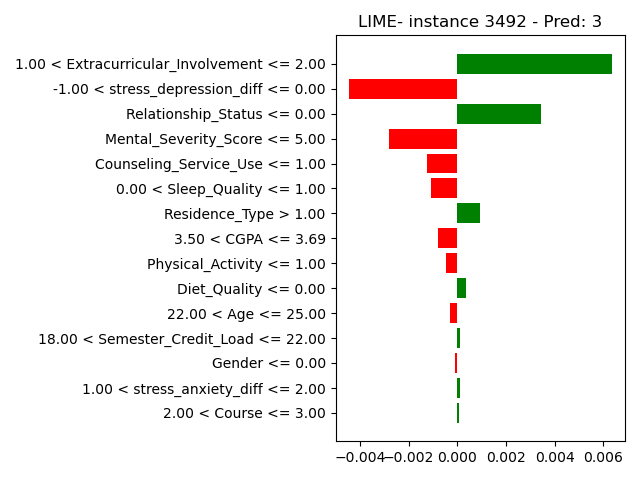 LIME- instance 3492 - Pred: 3
1.00 < Extracurricular_Involvement <= 2.00
-1.00 < stress_depression_diff <= 0.00
Relationship_Status <= 0.00
Mental_Severity_Score <= 5.00
Counseling_Service_Use <= 1.00
0.00 < Sleep_Quality <= 1.00
Residence_Type > 1.00
3.50 < CGPA <= 3.69
Physical_Activity <= 1.00
Diet_Quality <= 0.00
22.00 < Age <= 25.00
18.00 < Semester_Credit_Load <= 22.00
Gender <= 0.00
1.00 < stress_anxiety_diff <= 2.00
2.00 < Course <= 3.00
−0.004 −0.002 0.000 0.002 0.004 0.006